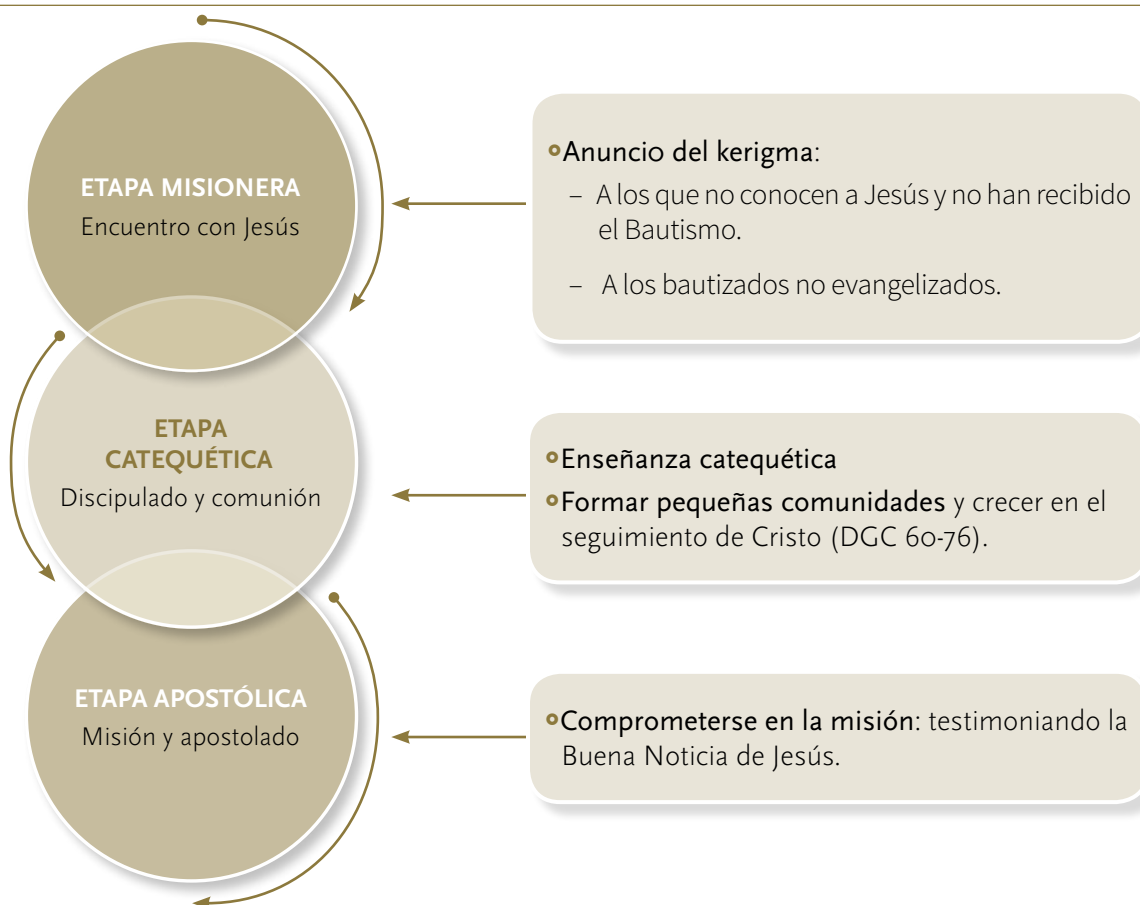 ETAPA MISIONERA
Encuentro con Jesús
Anuncio del kerigma:
– A los que no conocen a Jesús y no han recibido
el Bautismo.
– A los bautizados no evangelizados.
ETAPA
CATEQUÉTICA
Discipulado y comunión
Enseñanza catequética
Formar pequeñas comunidades y crecer en el
seguimiento de Cristo (DGC 60-76).
ETAPA APOSTÓLICA
Misión y apostolado
Comprometerse en la misión: testimoniando la
Buena Noticia de Jesús.